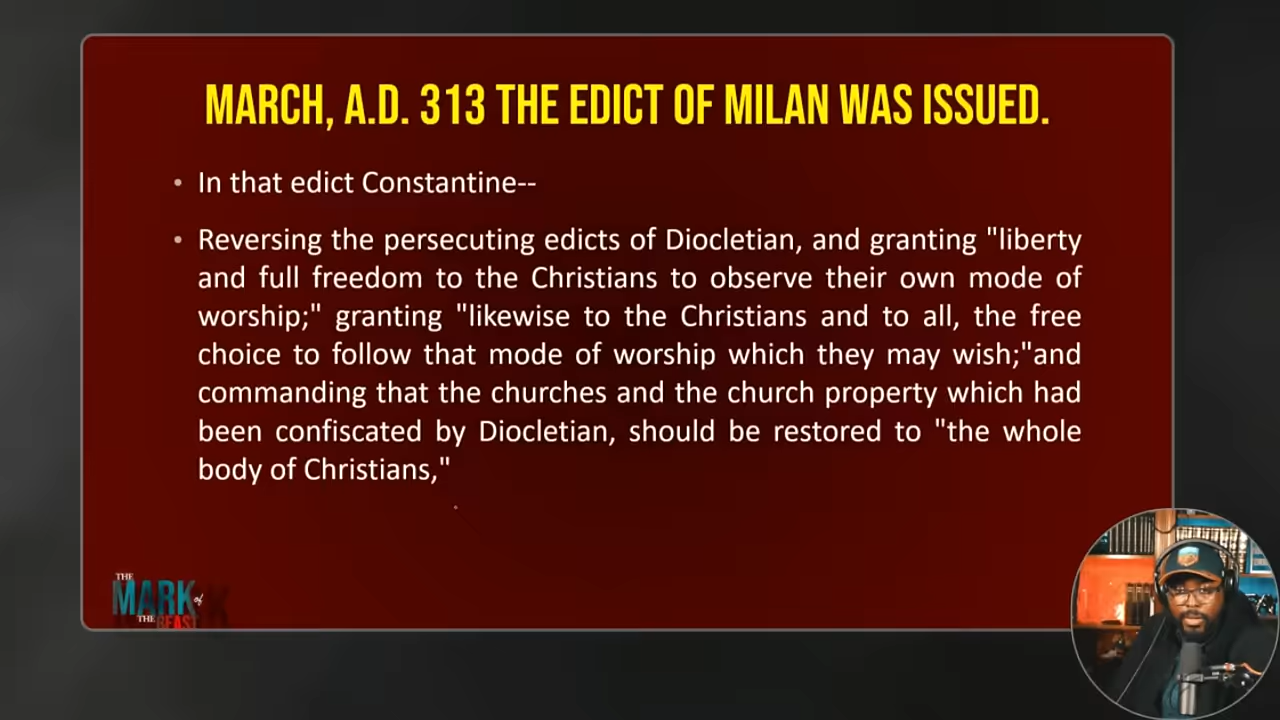 MARCH, A.D. 313 THE EDICT OF MILAN WAS ISSUED.
• In that edict Constantine--
• Reversing the persecuting edicts of Diocletian, and granting "liberty
and full freedom to the Christians to observe their own mode of
worship;" granting "likewise to the Christians and to all, the free
choice to follow that mode of worship which they may wish;"and
commanding that the churches and the church property which had
been confiscated by Diocletian, should be restored to "the whole
body of Christians,"
THE
MARK of
THE BEAST